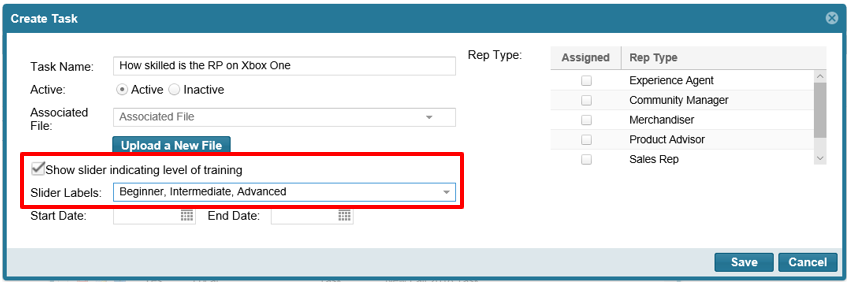 Create Task
Task Name: How skilled is the RP on Xbox One
Active: Active Inactive
Associated File: Associated File
Upload a New File
Show slider indicating level of training
Slider Labels: Beginner, Intermediate, Advanced
Start Date: End Date:
Rep Type:
Assigned Rep Type
Experience Agent
Community Manager
Merchandiser
Product Advisor
Sales Rep
Save Cancel